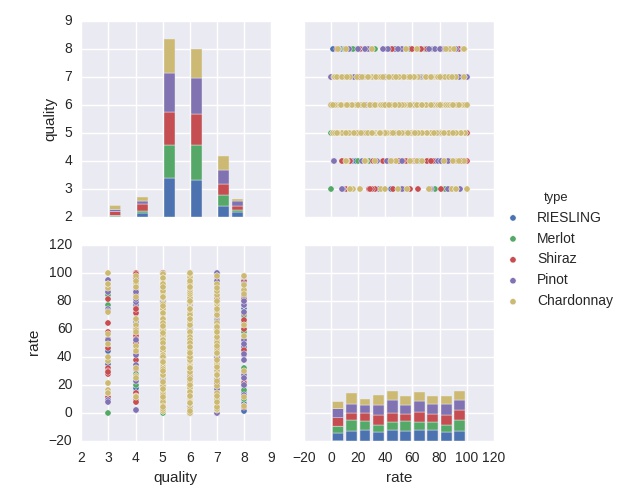 9
8
7
6
5
4
3
2
quality
120
100
80
60
40
20
0
−20
rate
2 3 4 5 6 7 8 9
quality
−20 0 20 40 60 80 100 120
rate
type
RIESLING
Merlot
Shiraz
Pinot
Chardonnay